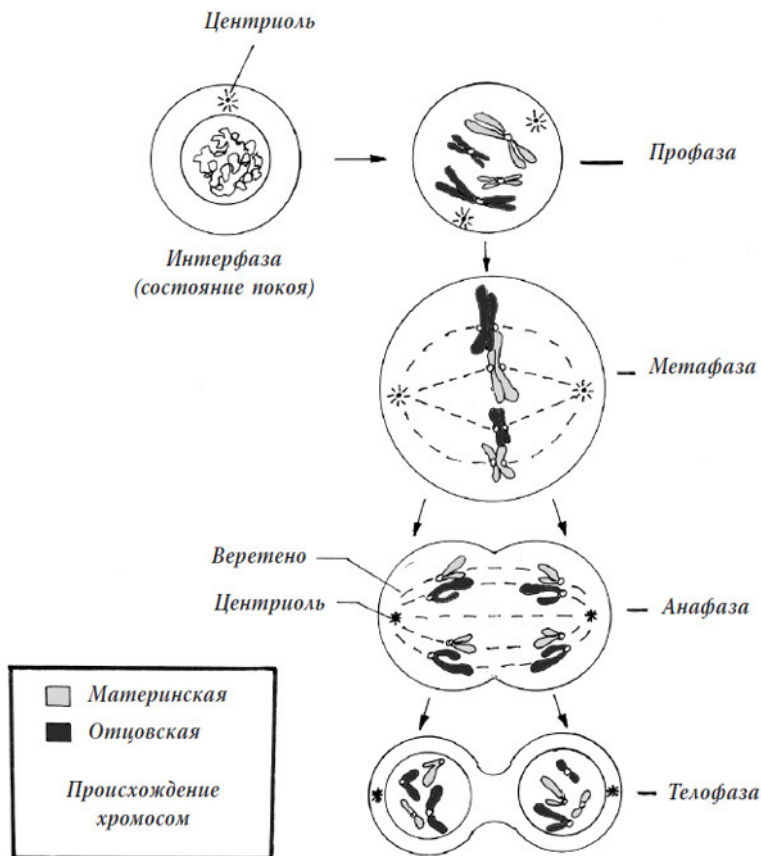 Центриоль
Профаза
Интерфаза
(состояние покоя)
Метафаза
Веретено
Центриоль
Анафаза
Материнская
Отцовская
Происхождение
хромосом
Телофаза